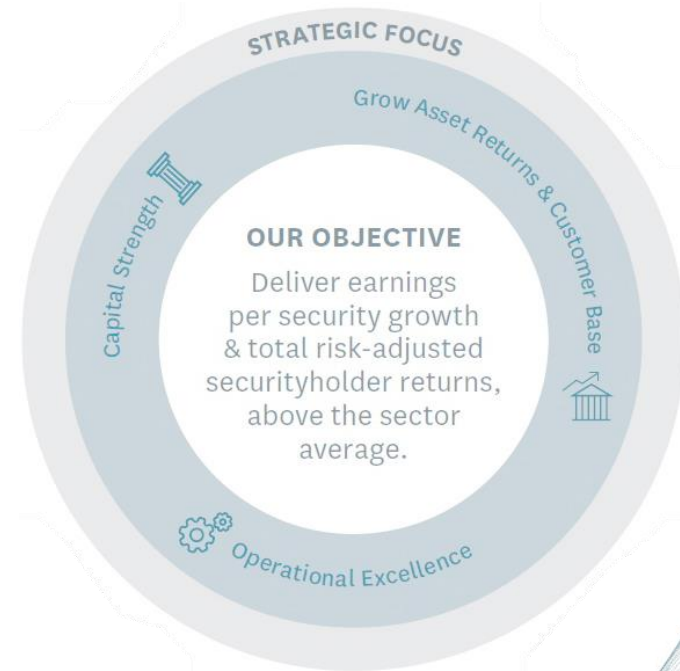 STRATEGIC FOCUS
Grow Asset Returns & Customer Base
Capital Strength
OUR OBJECTIVE
Deliver earnings
per security growth
& total risk-adjusted
securityholder returns,
above the sector
average.
Operational Excellence